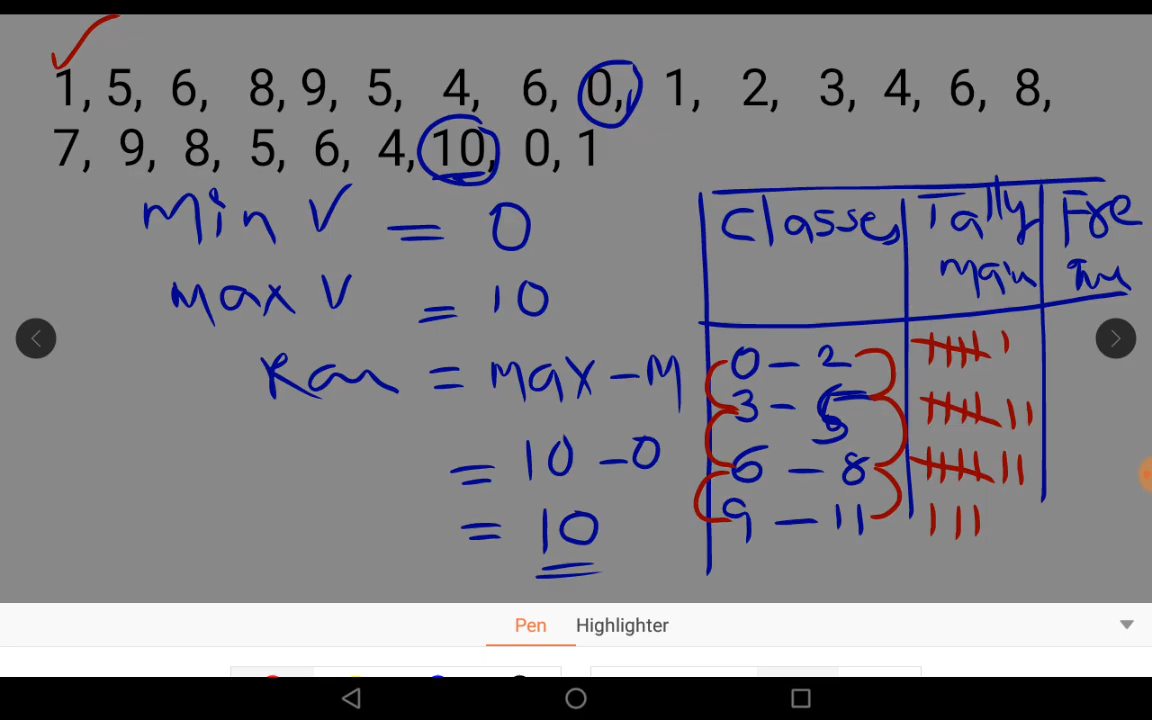 1, 5, 6, 8, 9, 5, 4, 6, 0, 1, 2, 3, 4, 6, 8,
7, 9, 8, 5, 6, 4, 10, 0, 1
Min V = 0
Max V = 10
Ran = Max - M
= 10 - 0
= 10
Classes Tally Fre
0 - 2
3 - 5
6 - 8
9 - 11
Pen Highlighter